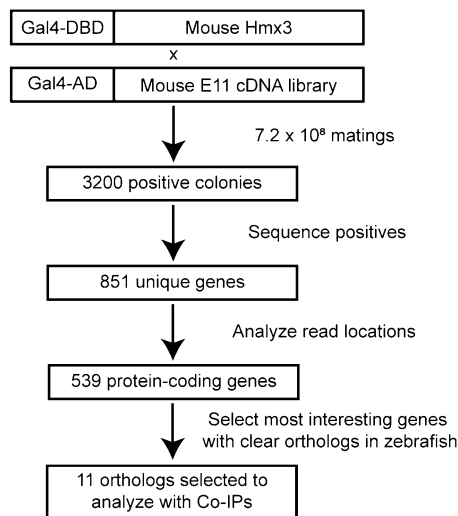 Gal4-DBD Mouse Hmx3
x
Gal4-AD Mouse E11 cDNA library
7.2 x 10⁸ matings
3200 positive colonies
Sequence positives
851 unique genes
Analyze read locations
539 protein-coding genes
Select most interesting genes
with clear orthologs in zebrafish
11 orthologs selected to
analyze with Co-IPs